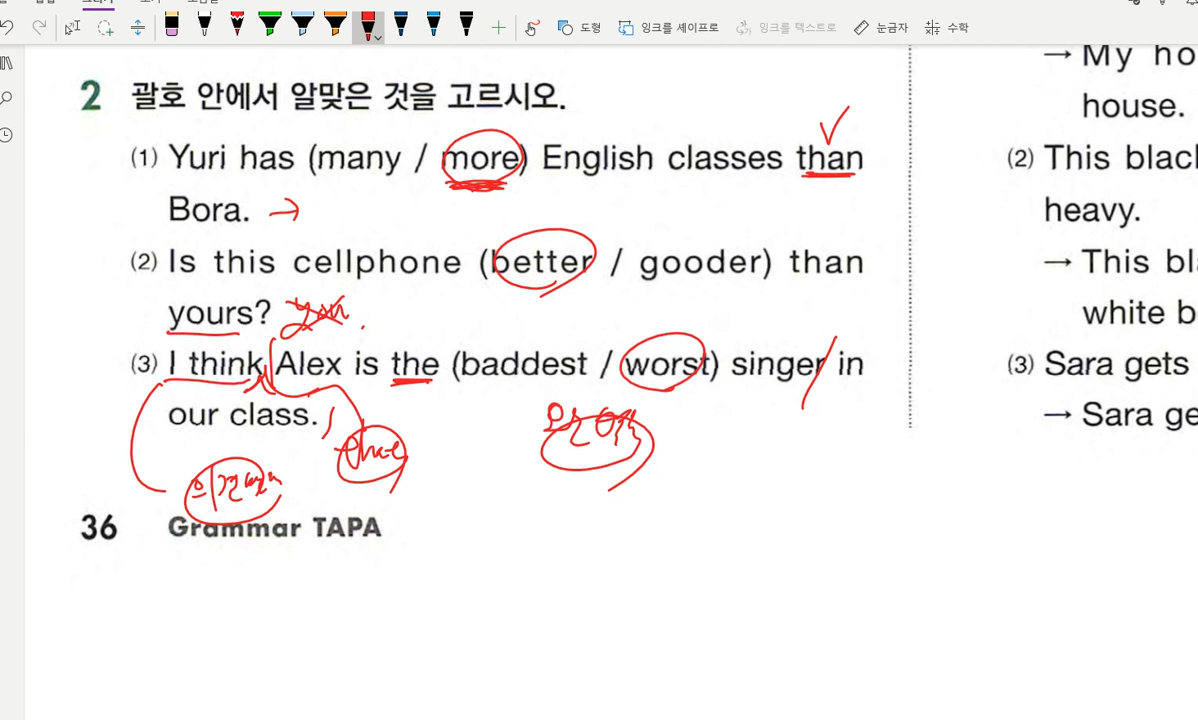 도형 잉크를 셰이프로 잉크를 텍스트로 눈금자 수학
2 괄호 안에서 알맞은 것을 고르시오.
(1) Yuri has (many / more) English classes than
Bora. →
(2) Is this cellphone (better / gooder) than
yours?
(3) I think Alex is the (baddest / worst) singer in
our class.
that
36 Grammar TAPA
→ My ho
house.
(2) This blac
heavy.
→ This bl
white b
(3) Sara gets
→ Sara ge